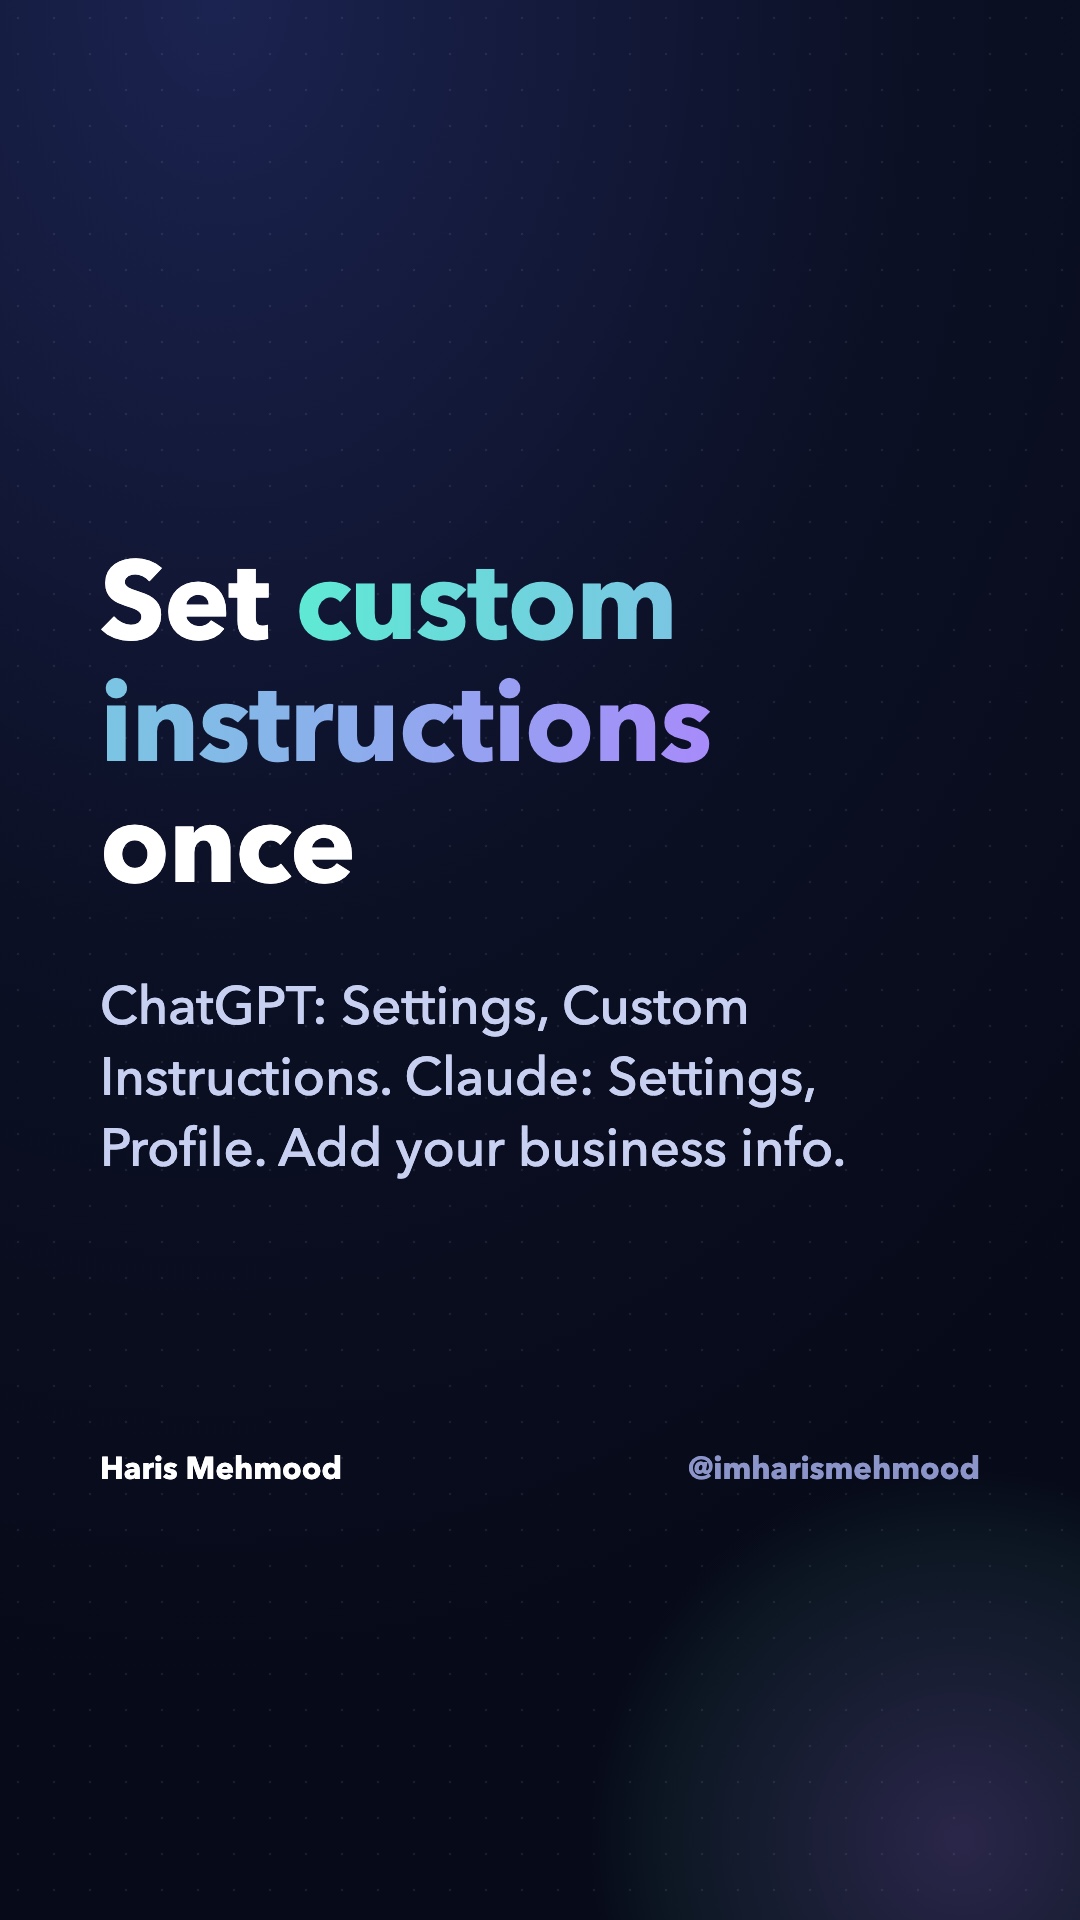 Set custom
instructions
once
ChatGPT: Settings, Custom
Instructions. Claude: Settings,
Profile. Add your business info.
Haris Mehmood
@imharismehmood